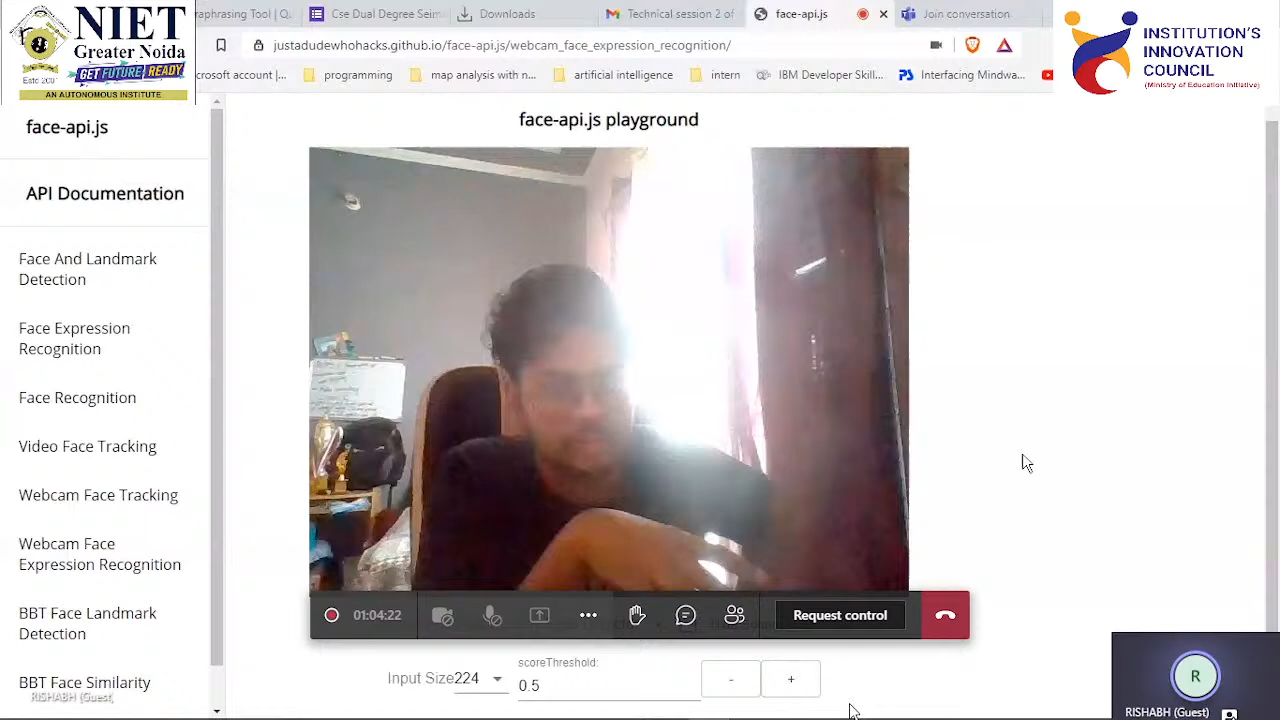 NIET
Greater Noida
GET FUTURE READY
AN AUTONOMOUS INSTITUTE
Estd 2001
araphrasing Tool | Q
Cse Dual Degree Sem
Downloads
Technical session 2 of
face-api.js
Join conversation
ustadudewhohacks.github.io/face-api.js/webcam_face_expression_recognition/
rosoft account |...
programming
map analysis with n...
artificial intelligence
intern
IBM Developer Skill...
Interfacing Mindwa...
INSTITUTION'S
INNOVATION
COUNCIL
(Ministry of Education Initiative)
face-api.js
API Documentation
Face And Landmark
Detection
Face Expression
Recognition
Face Recognition
Video Face Tracking
Webcam Face Tracking
Webcam Face
Expression Recognition
BBT Face Landmark
Detection
BBT Face Similarity
RISHABH (Guest)
face-api.js playground
01:04:22
Request control
Input Size 224
scoreThreshold:
0.5
-
+
R
RISHABH (Guest)